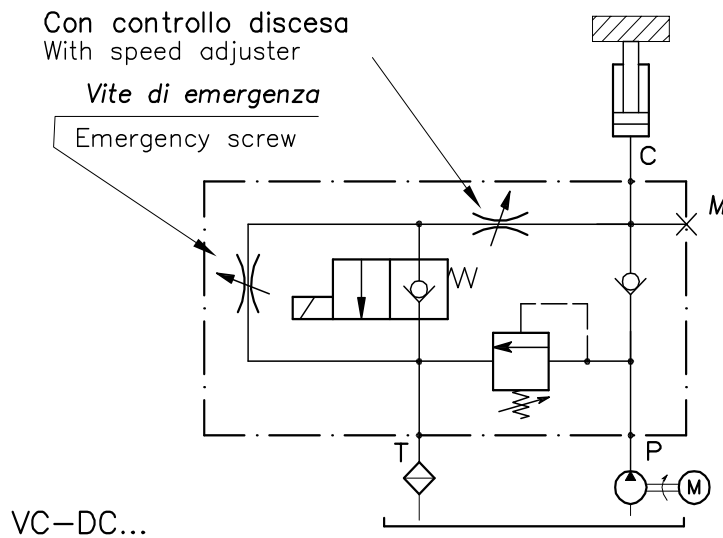 Con controllo discesa
With speed adjuster
Vite di emergenza
Emergency screw
C
M
T
P
M
VC-DC...